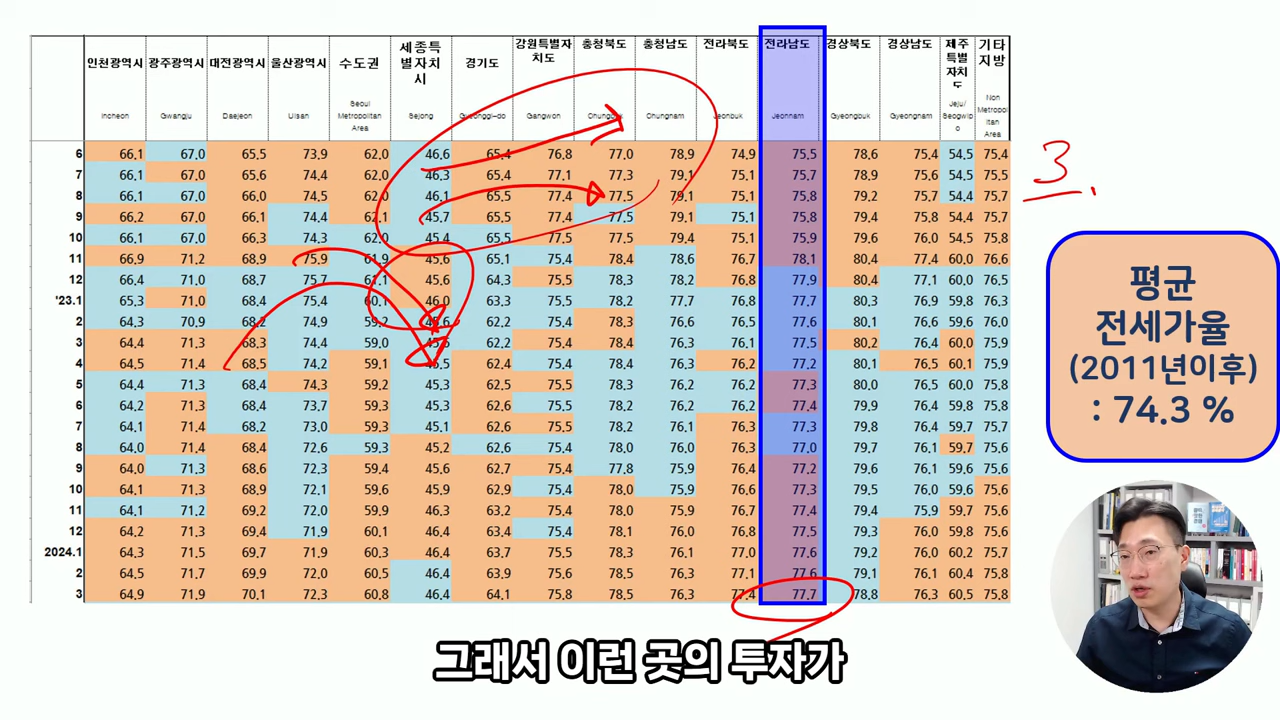 인천광역시 광주광역시 대전광역시 울산광역시 수도권 세종특별자치시 경기도 강원특별자치도 충청북도 충청남도 전라북도 전라남도 경상북도 경상남도 제주특별자치도 기타지방
Incheon Gwangju Daejeon Ulsan Seoul Metropolitan Area Sejong Gyeonggi-do Gangwon Chungbuk Chungnam Jeonbuk Jeonnam Gyeongbuk Gyeongnam Jeju/Seogwipo Non Metropolitan Area
6 66.1 67.0 65.5 73.9 62.0 46.6 65.4 76.8 77.0 78.9 74.9 75.5 78.6 75.4 54.5 75.4
7 66.1 67.0 65.6 74.4 62.0 46.3 65.4 77.1 77.3 79.1 75.1 75.7 78.9 75.5 54.5 75.5
8 66.1 67.0 66.0 74.5 62.0 46.1 65.5 77.4 77.5 79.1 75.1 75.8 79.2 75.7 54.4 75.7
9 66.2 67.0 66.1 74.4 62.1 45.7 65.5 77.4 77.5 79.1 75.1 75.8 79.4 75.8 54.4 75.7
10 66.1 67.0 66.3 74.3 62.0 45.4 65.5 77.5 77.5 79.4 75.1 75.9 79.6 76.0 54.5 75.8
11 66.9 71.2 68.9 75.9 61.9 45.6 65.1 75.4 78.4 78.6 76.7 78.1 80.4 77.4 60.0 76.6
12 66.4 71.0 68.7 75.7 61.1 45.6 64.3 75.5 78.2 78.2 76.8 77.9 80.4 77.1 60.0 76.5
'23.1 65.3 71.0 68.4 75.4 60.1 46.0 63.3 75.5 78.2 77.7 76.8 77.7 80.3 76.9 59.8 76.3
2 64.3 70.9 68.2 74.9 59.2 45.6 62.2 75.4 78.3 76.6 76.5 77.6 80.1 76.6 59.6 76.0
3 64.4 71.3 68.3 74.4 59.0 62.2 75.4 78.4 76.3 76.1 77.5 80.2 76.4 60.0 75.9
4 64.5 71.4 68.5 74.2 59.1 45.5 62.4 75.4 78.4 76.3 76.2 77.2 80.1 76.5 60.1 75.9
5 64.4 71.3 68.4 74.3 59.2 45.3 62.5 75.5 78.3 76.2 76.2 77.3 80.0 76.5 60.0 75.8
6 64.2 71.3 68.4 73.7 59.3 45.3 62.6 75.5 78.2 76.2 76.2 77.4 79.9 76.4 59.8 75.8
7 64.1 71.4 68.2 73.0 59.3 45.1 62.6 75.5 78.2 76.1 76.3 77.3 79.8 76.4 59.7 75.8
8 64.0 71.4 68.4 72.6 59.3 45.2 62.6 75.4 78.0 76.0 76.3 77.0 79.7 76.1 59.7 75.6
9 64.0 71.3 68.6 72.3 59.4 45.6 62.7 75.4 77.8 75.9 76.4 77.2 79.6 76.1 59.6 75.6
10 64.0 71.3 68.9 72.1 59.6 45.9 62.9 75.4 78.0 75.9 76.6 77.3 79.5 76.0 59.6 75.6
11 64.1 71.2 69.2 72.0 59.9 46.3 63.2 75.4 78.0 75.9 76.7 77.4 79.4 75.9 59.7 75.6
12 64.2 71.3 69.4 71.9 60.1 46.4 63.4 75.4 78.1 76.0 76.8 77.5 79.3 76.0 59.8 75.6
2024.1 64.3 71.5 69.7 71.9 60.3 46.4 63.7 75.5 78.3 76.1 77.0 77.6 79.2 76.0 60.2 75.7
2 64.5 71.7 69.9 72.0 60.5 46.4 63.9 75.6 78.5 76.3 77.1 77.6 79.1 76.1 60.4 75.8
3 64.9 71.9 70.1 72.3 60.8 46.4 64.1 75.8 78.5 76.3 77.4 77.7 78.8 76.3 60.5 75.8
3.
평균
전세가율
(2011년이후)
: 74.3 %
그래서 이런 곳의 투자가